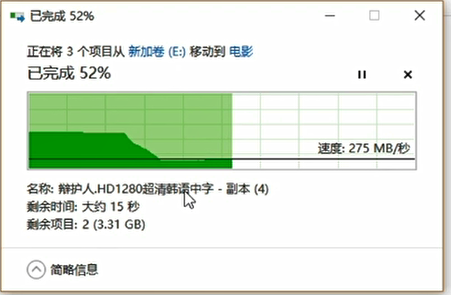 已完成 52%
正在将 3 个项目从 新加卷 (E:) 移动到 电影
已完成 52%
速度: 275 MB/秒
名称: 辩护人.HD1280超清韩语中字 - 副本 (4)
剩余时间: 大约 15 秒
剩余项目: 2 (3.31 GB)
简略信息